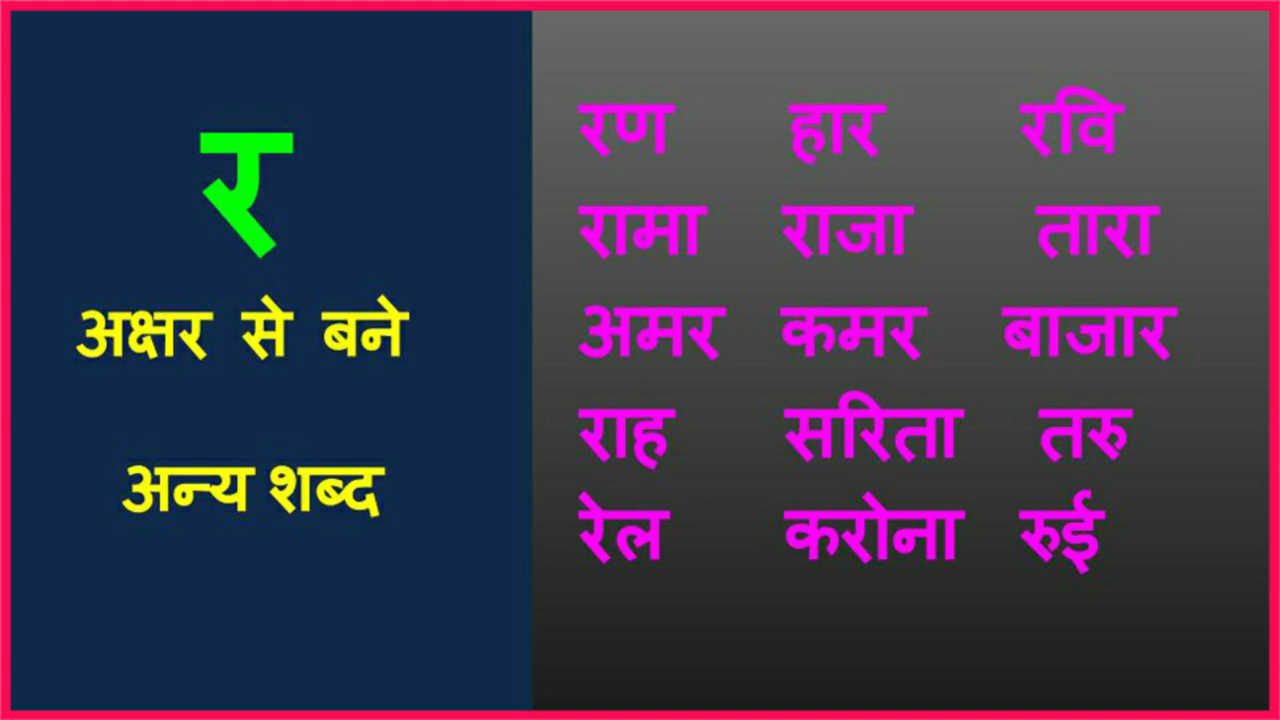 र
अक्षर से बने
अन्य शब्द
रण हार रवि
रामा राजा तारा
अमर कमर बाजार
राह सरिता तरु
रेल करोना रुई